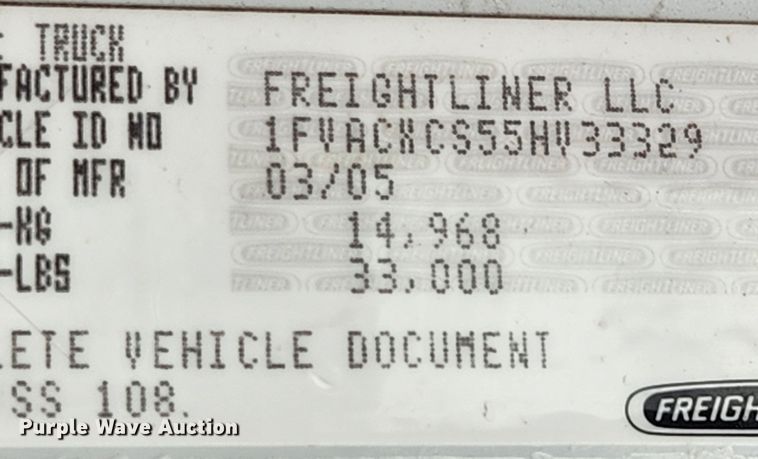 TRUCK
FACTURED BY FREIGHTLINER LLC
CLE ID NO 1FVACXCS55HV33329
OF MFR 03/05
-KG 14,968
-LBS 33,000
LETE VEHICLE DOCUMENT
SS 108.
FREIGH
Purple Wave Auction